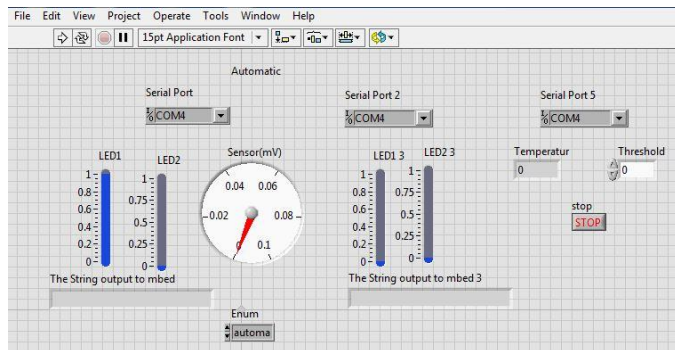 File Edit View Project Operate Tools Window Help
15pt Application Font
Automatic
Serial Port
COM4
Serial Port 2
COM4
Serial Port 5
COM4
LED1
1
0.8
0.6
0.4
0.2
0
LED2
1
0.75
0.5
0.25
0
Sensor(mV)
0.04 0.06
0.02 0.08
0 0.1
LED1 3
1
0.8
0.6
0.4
0.2
0
LED2 3
1
0.75
0.5
0.25
0
Temperatur
0
Threshold
0
stop
STOP
The String output to mbed
The String output to mbed 3
Enum
automa